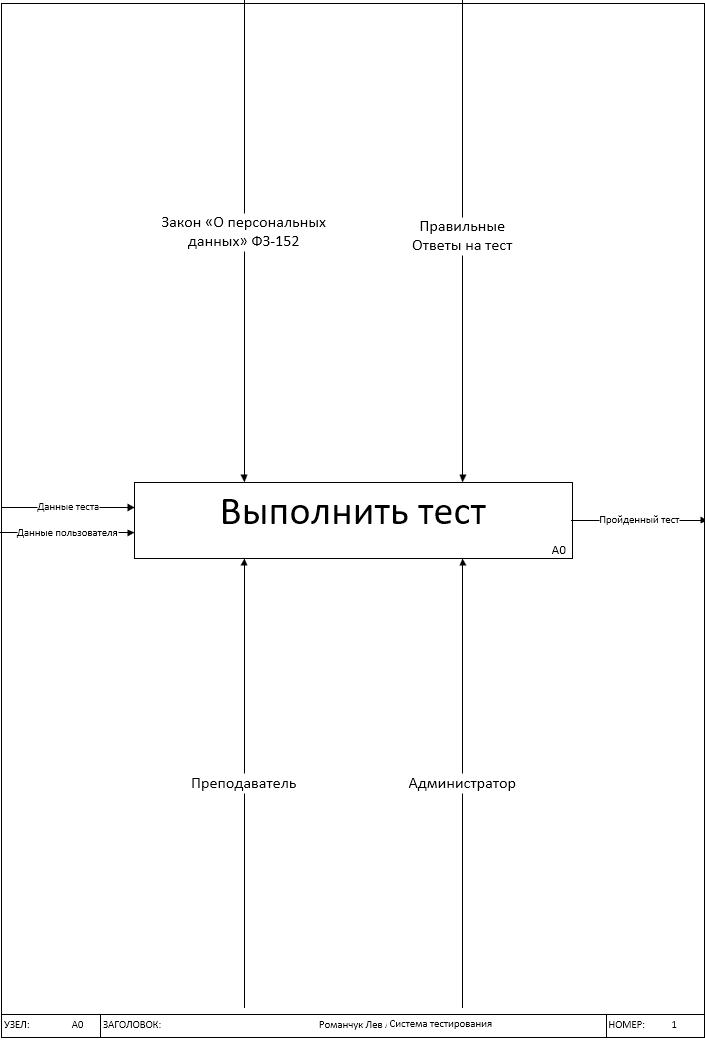 Закон «О персональных
данных» ФЗ-152
Правильные
Ответы на тест
Данные теста
Данные пользователя
Выполнить тест
A0
Пройденный тест
Преподаватель
Администратор
УЗЕЛ: A0 ЗАГОЛОВОК: Романчук Лев Система тестирования НОМЕР: 1